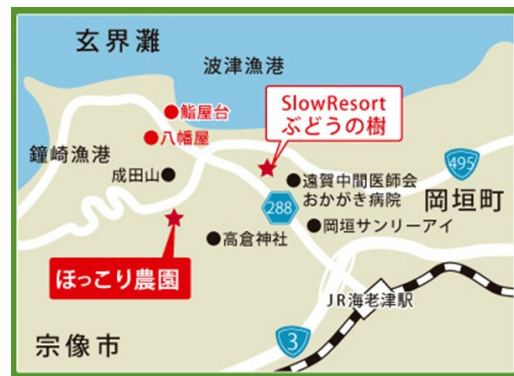 玄界灘
波津漁港
SlowResort
ぶどうの樹
鮨屋台
八幡屋
鐘崎漁港
成田山
495
遠賀中間医師会
おかがき病院
岡垣町
288
岡垣サンリーアイ
高倉神社
ほっこり農園
JR海老津駅
宗像市
3